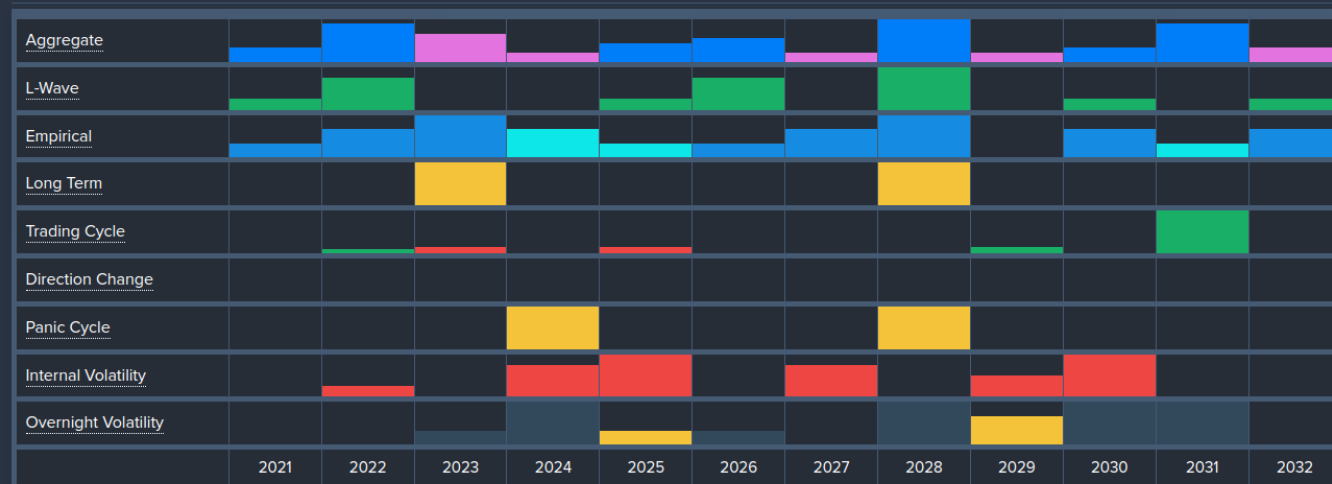 Aggregate
L-Wave
Empirical
Long Term
Trading Cycle
Direction Change
Panic Cycle
Internal Volatility
Overnight Volatility
2021 2022 2023 2024 2025 2026 2027 2028 2029 2030 2031 2032